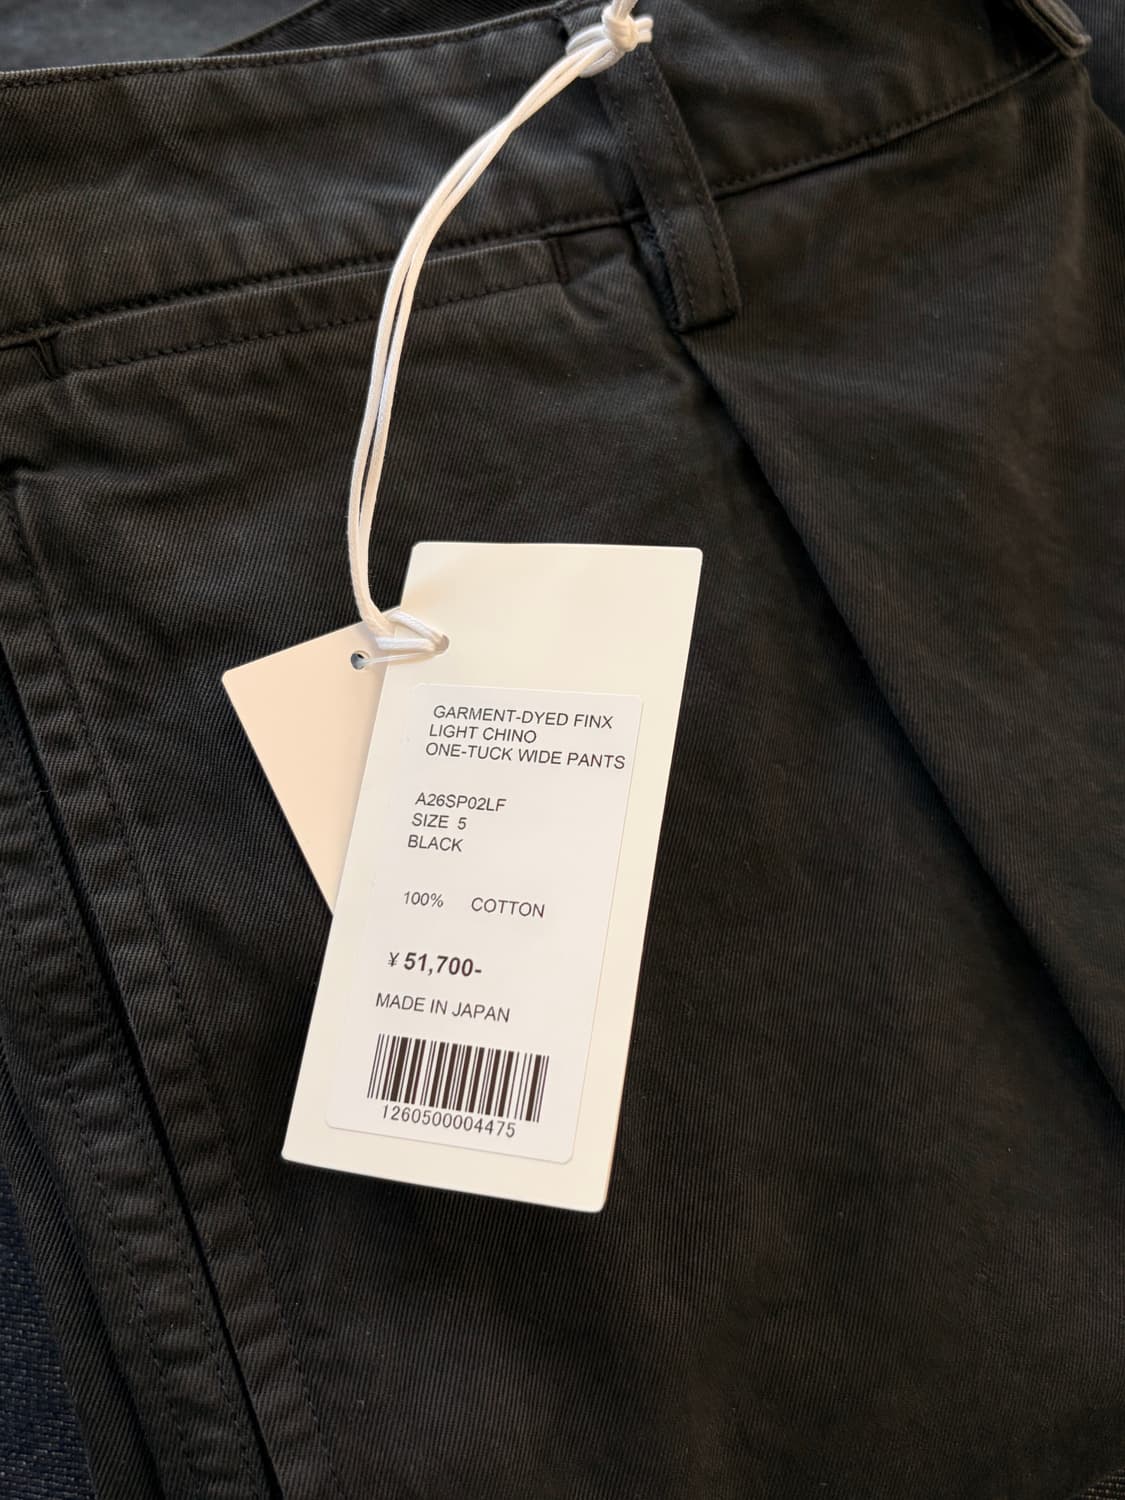 GARMENT-DYED FINX
LIGHT CHINO
ONE-TUCK WIDE PANTS
A26SP02LF
SIZE 5
BLACK
100% COTTON
¥51,700-
MADE IN JAPAN
1260500004475